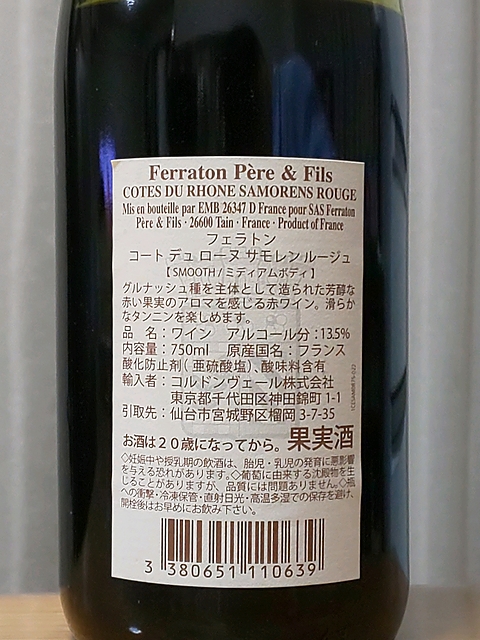 Ferraton Père & Fils
COTES DU RHONE SAMORENS ROUGE
Mis en bouteille par EMB 26347 D France pour SAS Ferraton
Père & Fils · 26600 Tain · France · Product of France
フェラトン
コート デュ ローヌ サモレン ルージュ
【 SMOOTH / ミディアムボディ 】
グルナッシュ種を主体として造られた芳醇な
赤い果実のアロマを感じる赤ワイン。滑らか
なタンニンを楽しめます。
品 名：ワイン アルコール分：13.5%
内容量：750ml 原産国名：フランス
酸化防止剤（亜硫酸塩）、酸味料含有
輸入者：コルドンヴェール株式会社
東京都千代田区神田錦町 1-1
引取先：仙台市宮城野区榴岡 3-7-35
お酒は２０歳になってから。果実酒
◇妊娠中や授乳期の飲酒は、胎児・乳児の発育に悪影響
を与える恐れがあります。◇葡萄に由来する沈殿物を生
じることがありますが、品質には問題ありません。◇瓶
への衝撃・冷凍保管・直射日光・高温多湿での保存を避け、
開栓後はお早めにお飲み下さい。
3 380651 110639